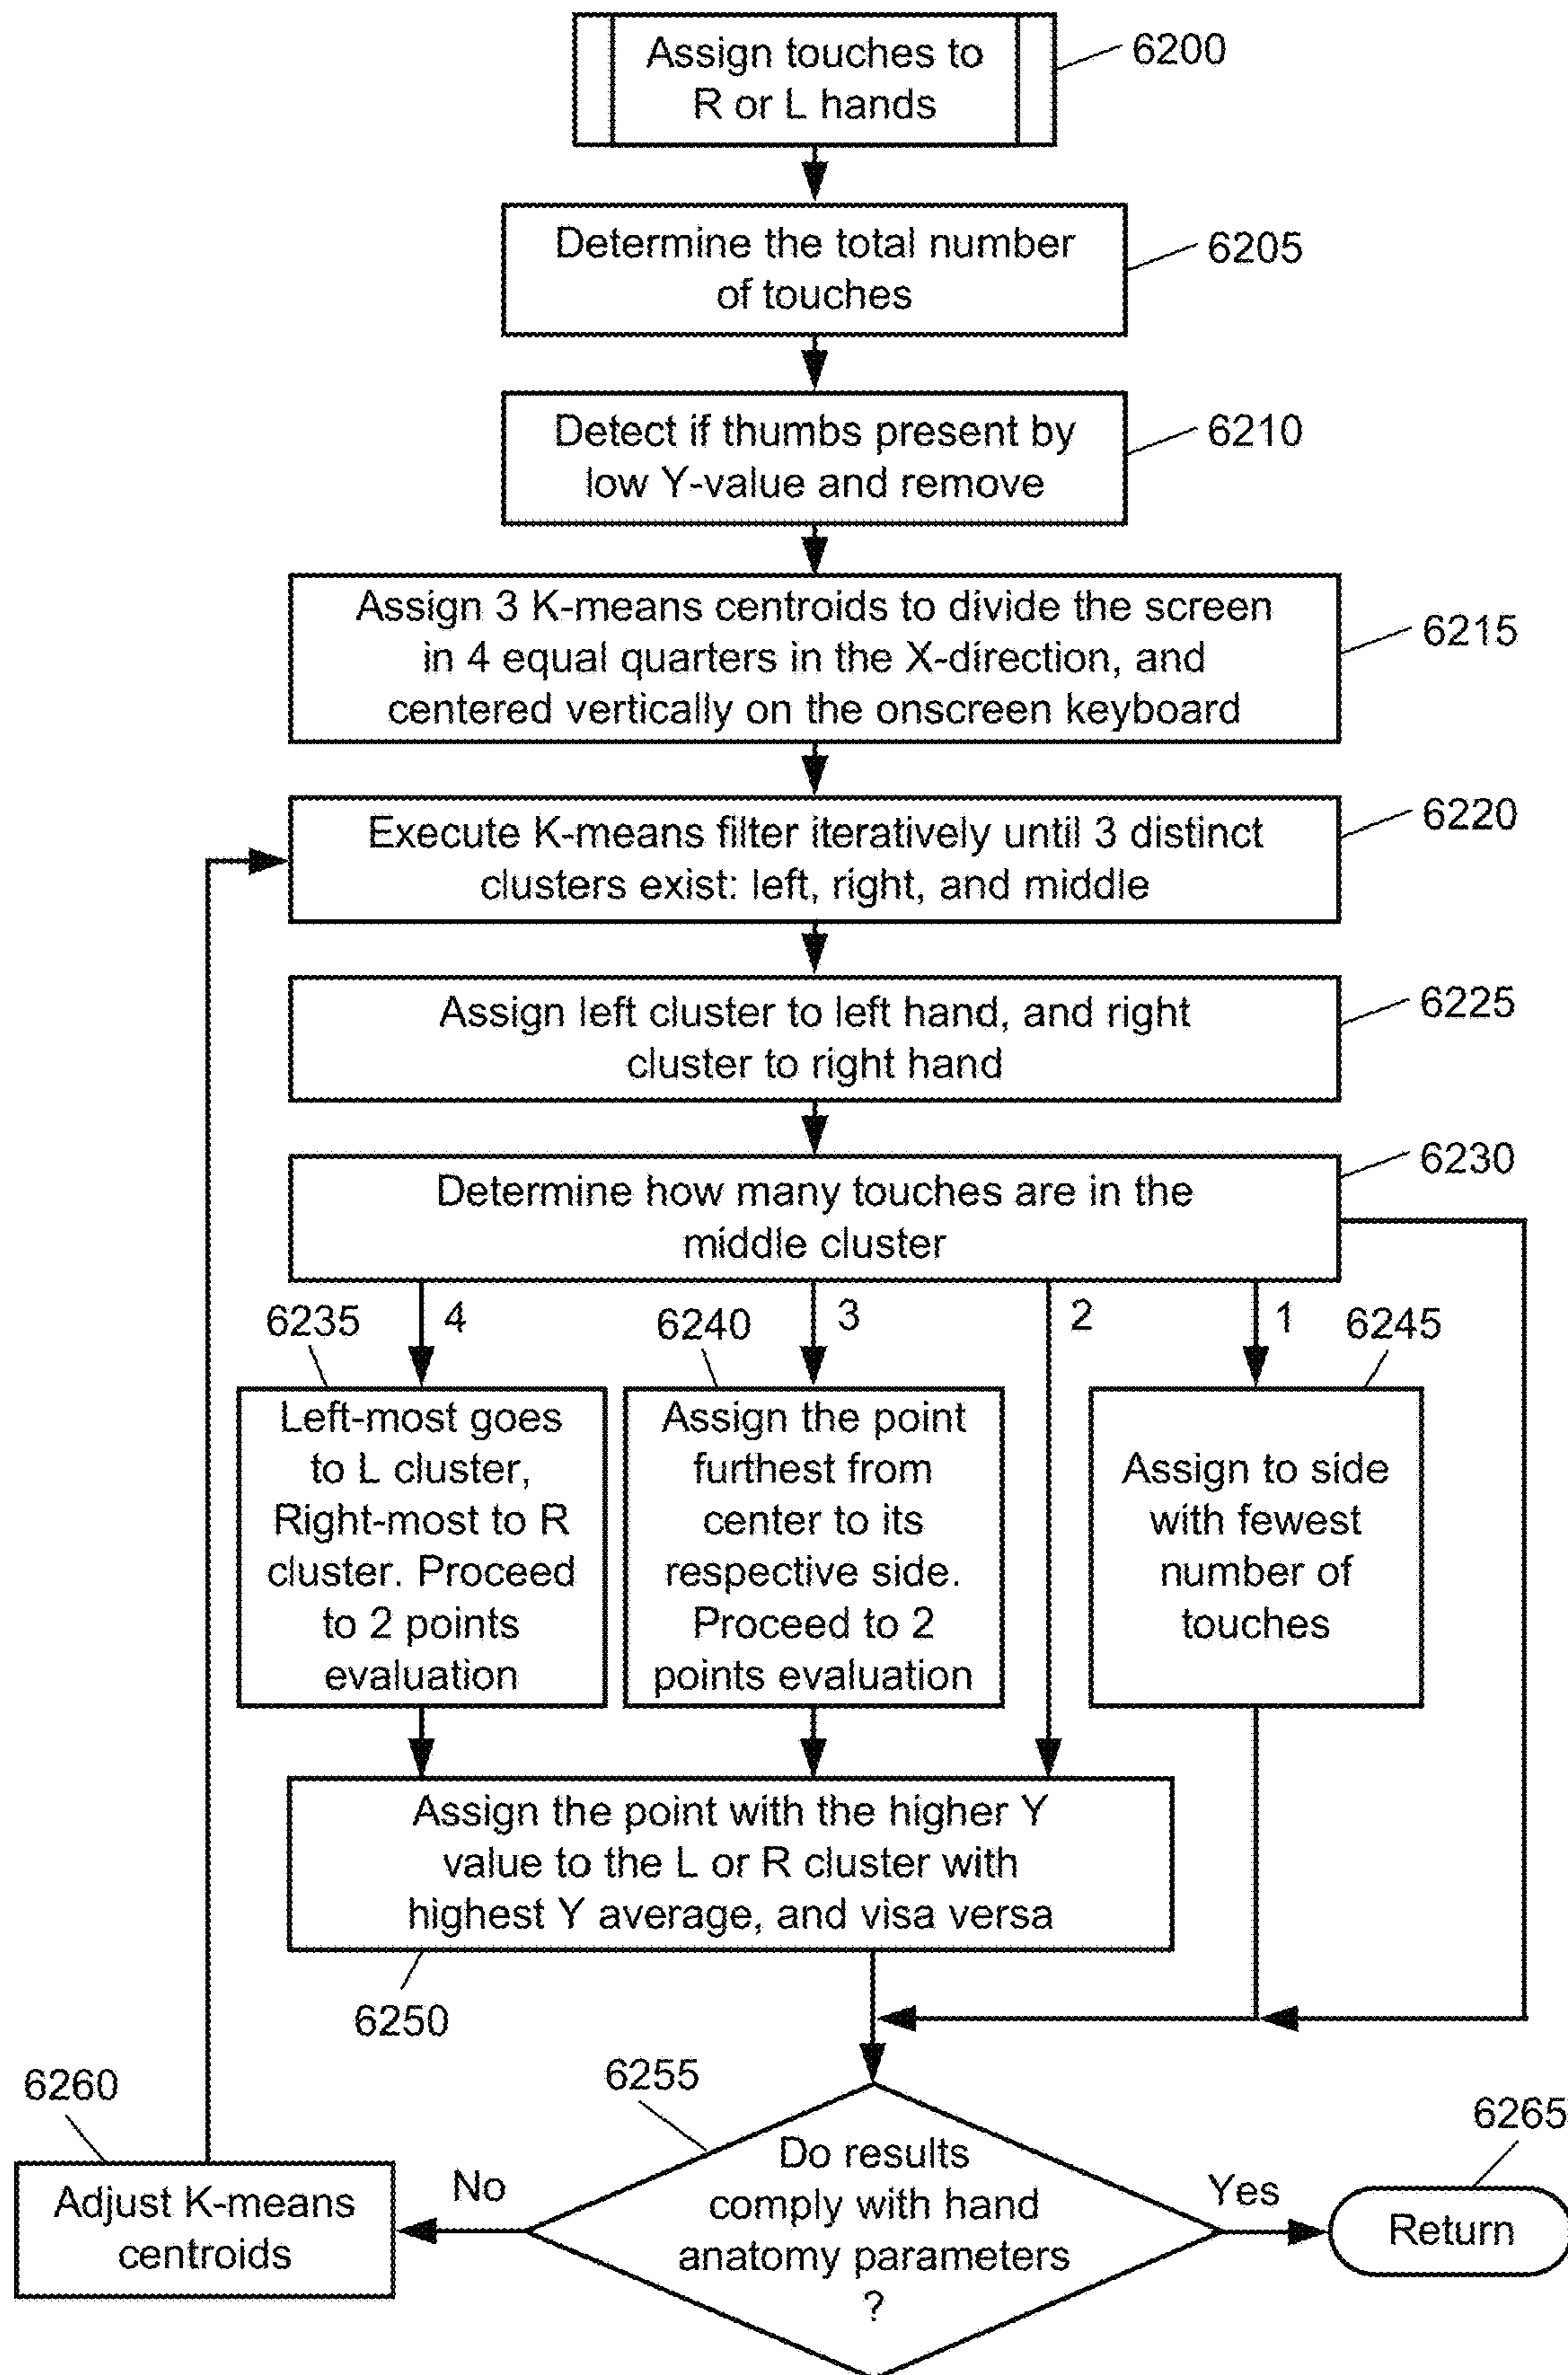 Assign touches to
R or L hands
6200
Determine the total number
of touches
6205
Detect if thumbs present by
low Y-value and remove
6210
Assign 3 K-means centroids to divide the screen
in 4 equal quarters in the X-direction, and
centered vertically on the onscreen keyboard
6215
Execute K-means filter iteratively until 3 distinct
clusters exist: left, right, and middle
6220
Assign left cluster to left hand, and right
cluster to right hand
6225
Determine how many touches are in the
middle cluster
6230
6235
4
6240
3
2
1
6245
Left-most goes
to L cluster,
Right-most to R
cluster. Proceed
to 2 points
evaluation
Assign the point
furthest from
center to its
respective side.
Proceed to 2
points evaluation
Assign to side
with fewest
number of
touches
Assign the point with the higher Y
value to the L or R cluster with
highest Y average, and visa versa
6250
6255
Do results
comply with hand
anatomy parameters
?
No
6260
Adjust K-means
centroids
Yes
6265
Return